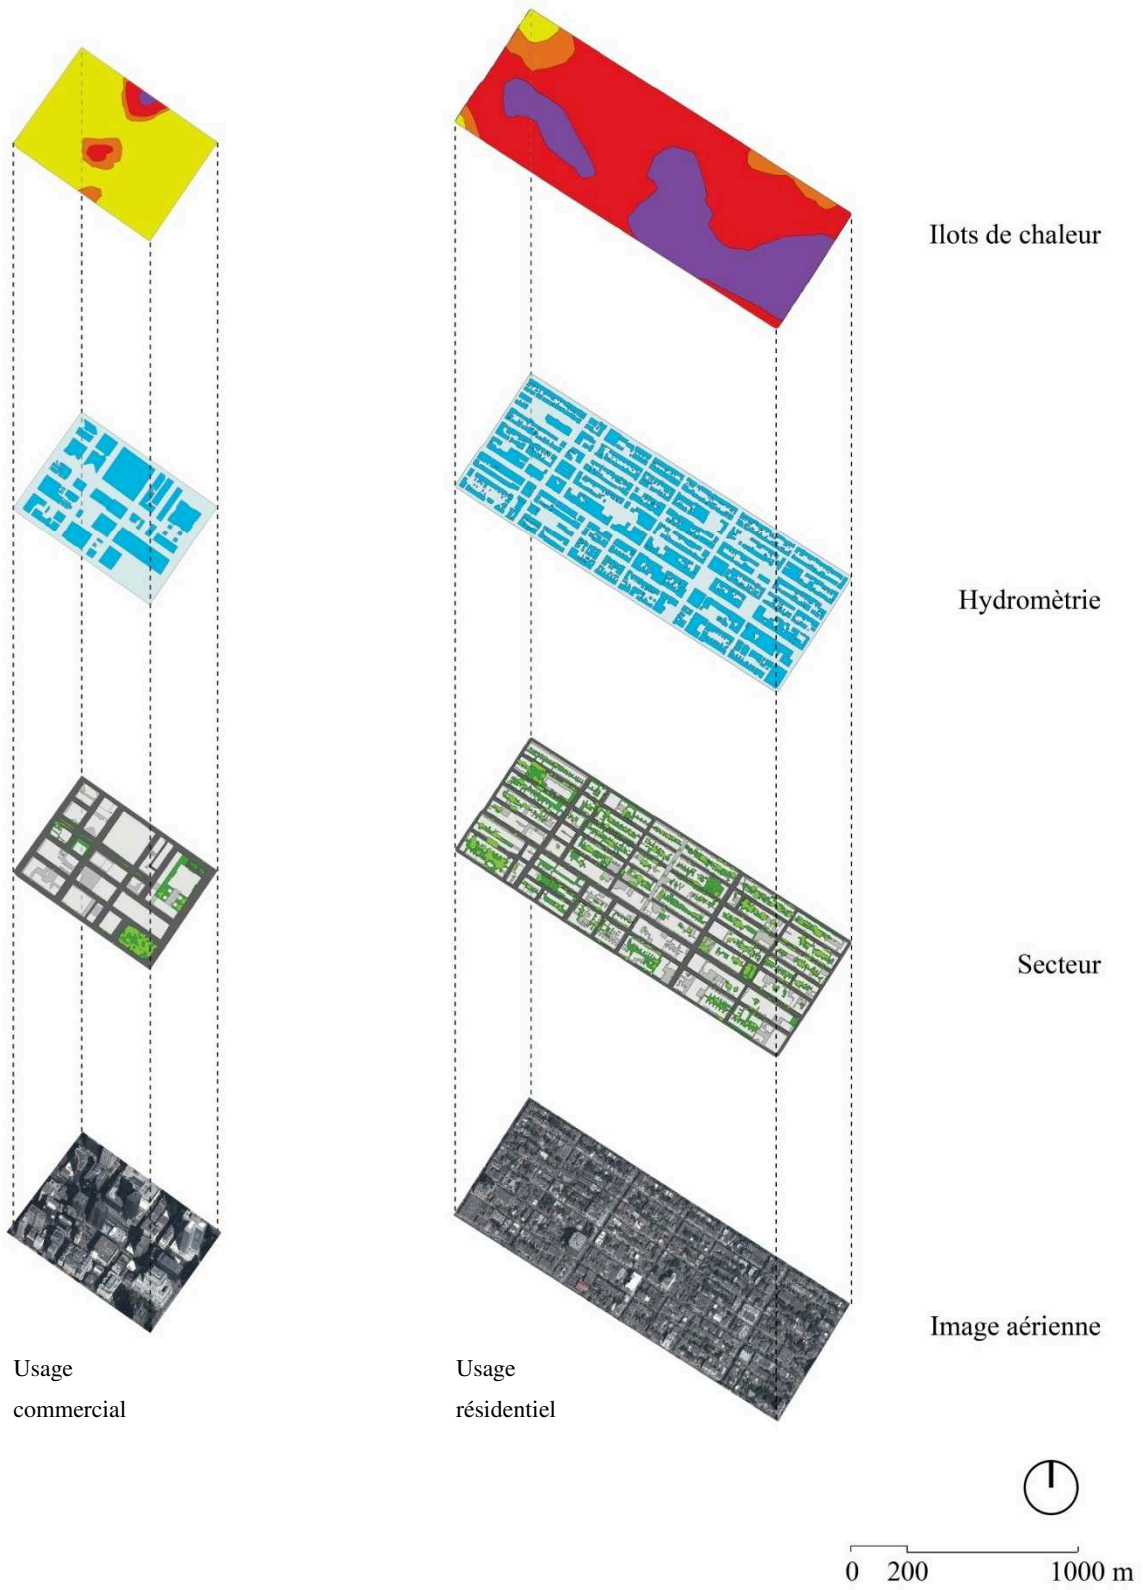 Ilots de chaleur
Hydromètrie
Secteur
Image aérienne
Usage
commercial
Usage
résidentiel
0 200 1000 m